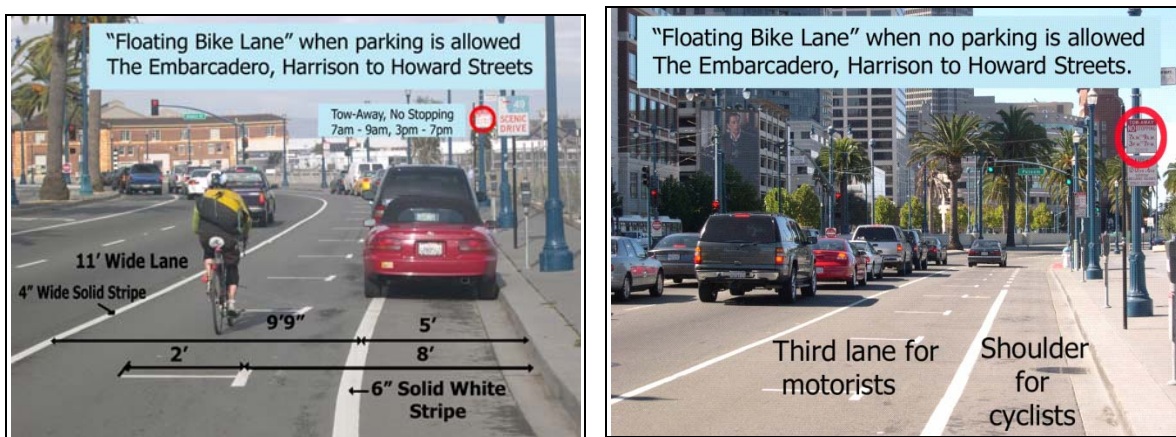 “Floating Bike Lane” when parking is allowed
The Embarcadero, Harrison to Howard Streets
Tow-Away, No Stopping
7am - 9am, 3pm - 7pm
49
SCENIC
DRIVE
11’ Wide Lane
4” Wide Solid Stripe
9’9”
5’
2’
8’
6” Solid White
Stripe
“Floating Bike Lane” when no parking is allowed
The Embarcadero, Harrison to Howard Streets.
TOW-AWAY
Third lane for
motorists
Shoulder
for
cyclists